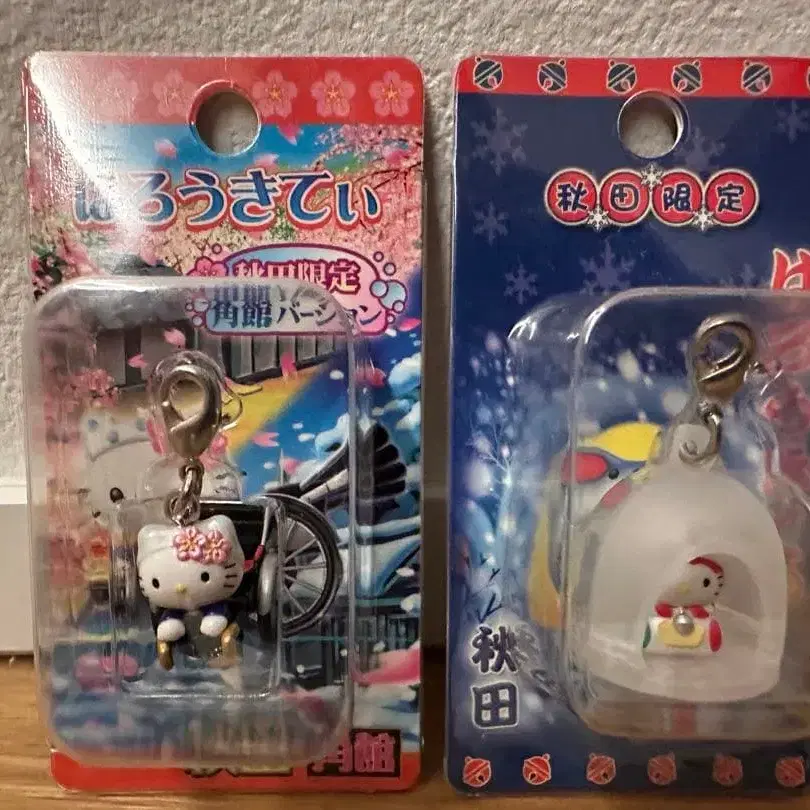 はろうきてぃ
秋田限定
角館バージョン
角館
秋田限定
は
秋田